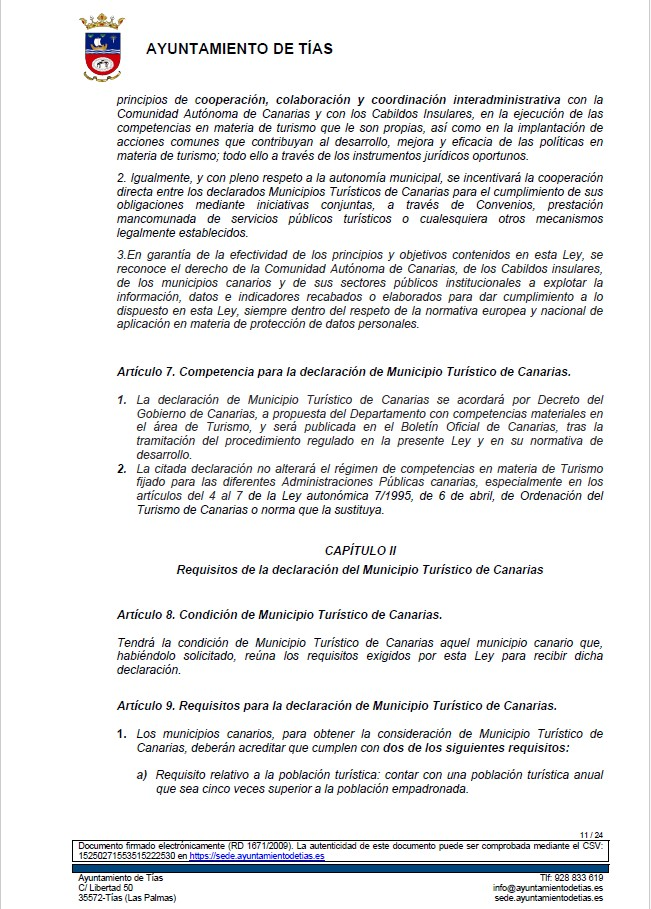 AYUNTAMIENTO DE TÍAS
principios de cooperación, colaboración y coordinación interadministrativa con la
Comunidad Autónoma de Canarias y con los Cabildos Insulares, en la ejecución de las
competencias en materia de turismo que le son propias, así como en la implantación de
acciones comunes que contribuyan al desarrollo, mejora y eficacia de las políticas en
materia de turismo; todo ello a través de los instrumentos jurídicos oportunos.
2. Igualmente, y con pleno respeto a la autonomía municipal, se incentivará la cooperación
directa entre los declarados Municipios Turísticos de Canarias para el cumplimiento de sus
obligaciones mediante iniciativas conjuntas, a través de Convenios, prestación
mancomunada de servicios públicos turísticos o cualesquiera otros mecanismos
legalmente establecidos.
3.En garantía de la efectividad de los principios y objetivos contenidos en esta Ley, se
reconoce el derecho de la Comunidad Autónoma de Canarias, de los Cabildos insulares,
de los municipios canarios y de sus sectores públicos institucionales a explotar la
información, datos e indicadores recabados o elaborados para dar cumplimiento a lo
dispuesto en esta Ley, siempre dentro del respeto de la normativa europea y nacional de
aplicación en materia de protección de datos personales.
Artículo 7. Competencia para la declaración de Municipio Turístico de Canarias.
1. La declaración de Municipio Turístico de Canarias se acordará por Decreto del
Gobierno de Canarias, a propuesta del Departamento con competencias materiales en
el área de Turismo, y será publicada en el Boletín Oficial de Canarias, tras la
tramitación del procedimiento regulado en la presente Ley y en su normativa de
desarrollo.
2. La citada declaración no alterará el régimen de competencias en materia de Turismo
fijado para las diferentes Administraciones Públicas canarias, especialmente en los
artículos del 4 al 7 de la Ley autonómica 7/1995, de 6 de abril, de Ordenación del
Turismo de Canarias o norma que la sustituya.
CAPÍTULO II
Requisitos de la declaración del Municipio Turístico de Canarias
Artículo 8. Condición de Municipio Turístico de Canarias.
Tendrá la condición de Municipio Turístico de Canarias aquel municipio canario que,
habiéndolo solicitado, reúna los requisitos exigidos por esta Ley para recibir dicha
declaración.
Artículo 9. Requisitos para la declaración de Municipio Turístico de Canarias.
1. Los municipios canarios, para obtener la consideración de Municipio Turístico de
Canarias, deberán acreditar que cumplen con dos de los siguientes requisitos:
a) Requisito relativo a la población turística: contar con una población turística anual
que sea cinco veces superior a la población empadronada.
11 / 24
Documento firmado electrónicamente (RD 1671/2009). La autenticidad de este documento puede ser comprobada mediante el CSV:
15250271553515222530 en https://sede.ayuntamientodetias.es
Ayuntamiento de Tías
C/ Libertad 50
35572-Tías (Las Palmas)
Tlf: 928 833 619
info@ayuntamientodetias.es
sede.ayuntamientodetias.es